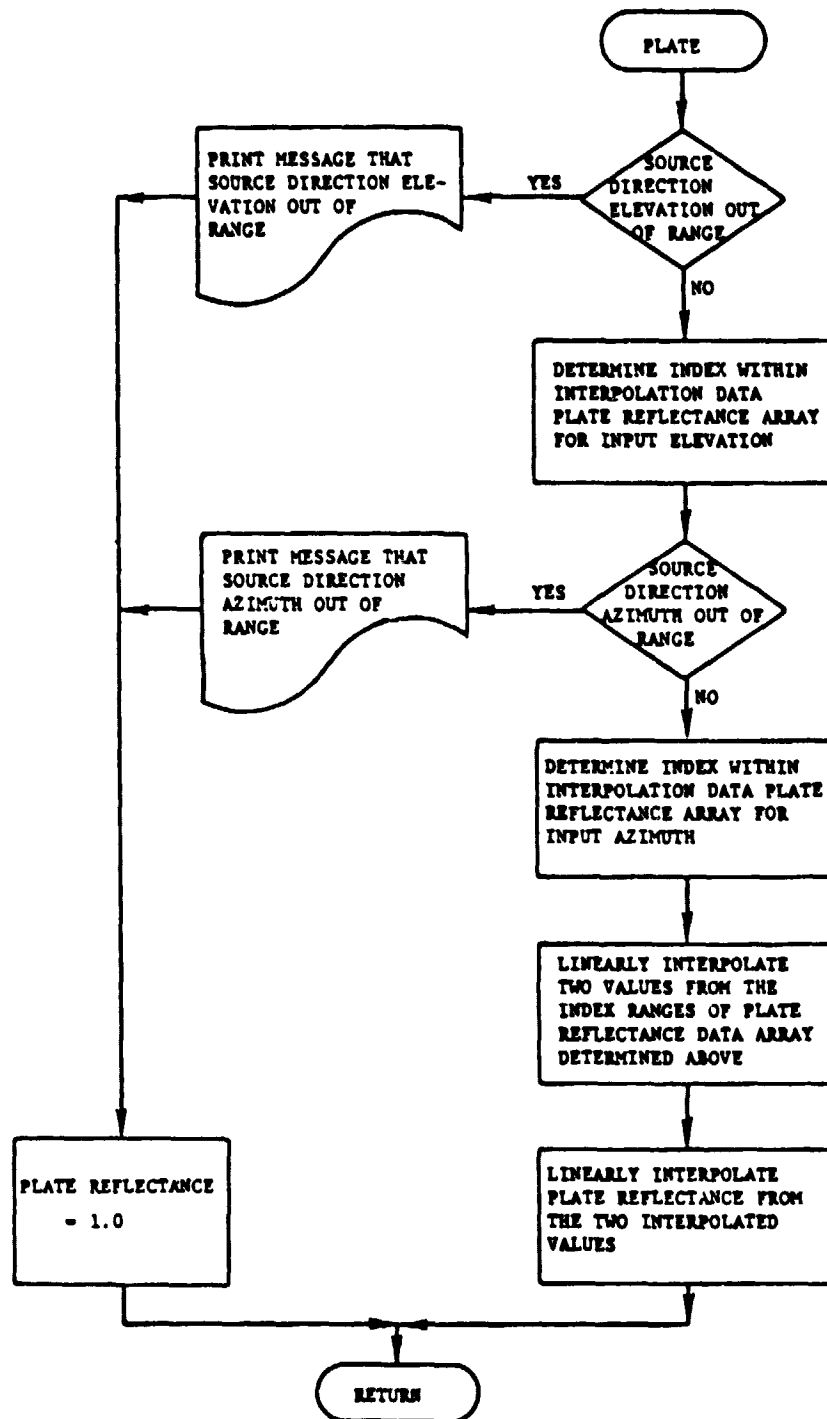 PLATE
SOURCE
DIRECTION
ELEVATION OUT
OF RANGE
YES
PRINT MESSAGE THAT
SOURCE DIRECTION ELE-
VATION OUT OF
RANGE
NO
DETERMINE INDEX WITHIN
INTERPOLATION DATA
PLATE REFLECTANCE ARRAY
FOR INPUT ELEVATION
SOURCE
DIRECTION
AZIMUTH OUT OF
RANGE
YES
PRINT MESSAGE THAT
SOURCE DIRECTION
AZIMUTH OUT OF
RANGE
NO
DETERMINE INDEX WITHIN
INTERPOLATION DATA PLATE
REFLECTANCE ARRAY FOR
INPUT AZIMUTH
LINEARLY INTERPOLATE
TWO VALUES FROM THE
INDEX RANGES OF PLATE
REFLECTANCE DATA ARRAY
DETERMINED ABOVE
LINEARLY INTERPOLATE
PLATE REFLECTANCE FROM
THE TWO INTERPOLATED
VALUES
PLATE REFLECTANCE
= 1.0
RETURN